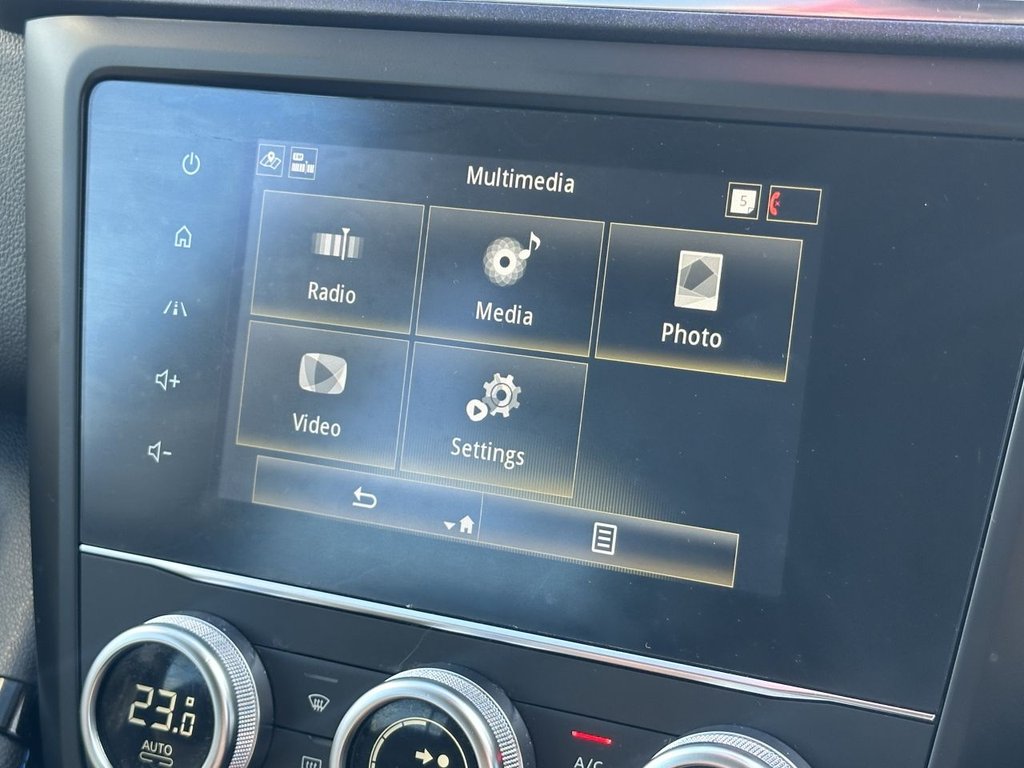 Multimedia
5
Radio
Media
Photo
Video
Settings
23.0°
AUTO
A/C